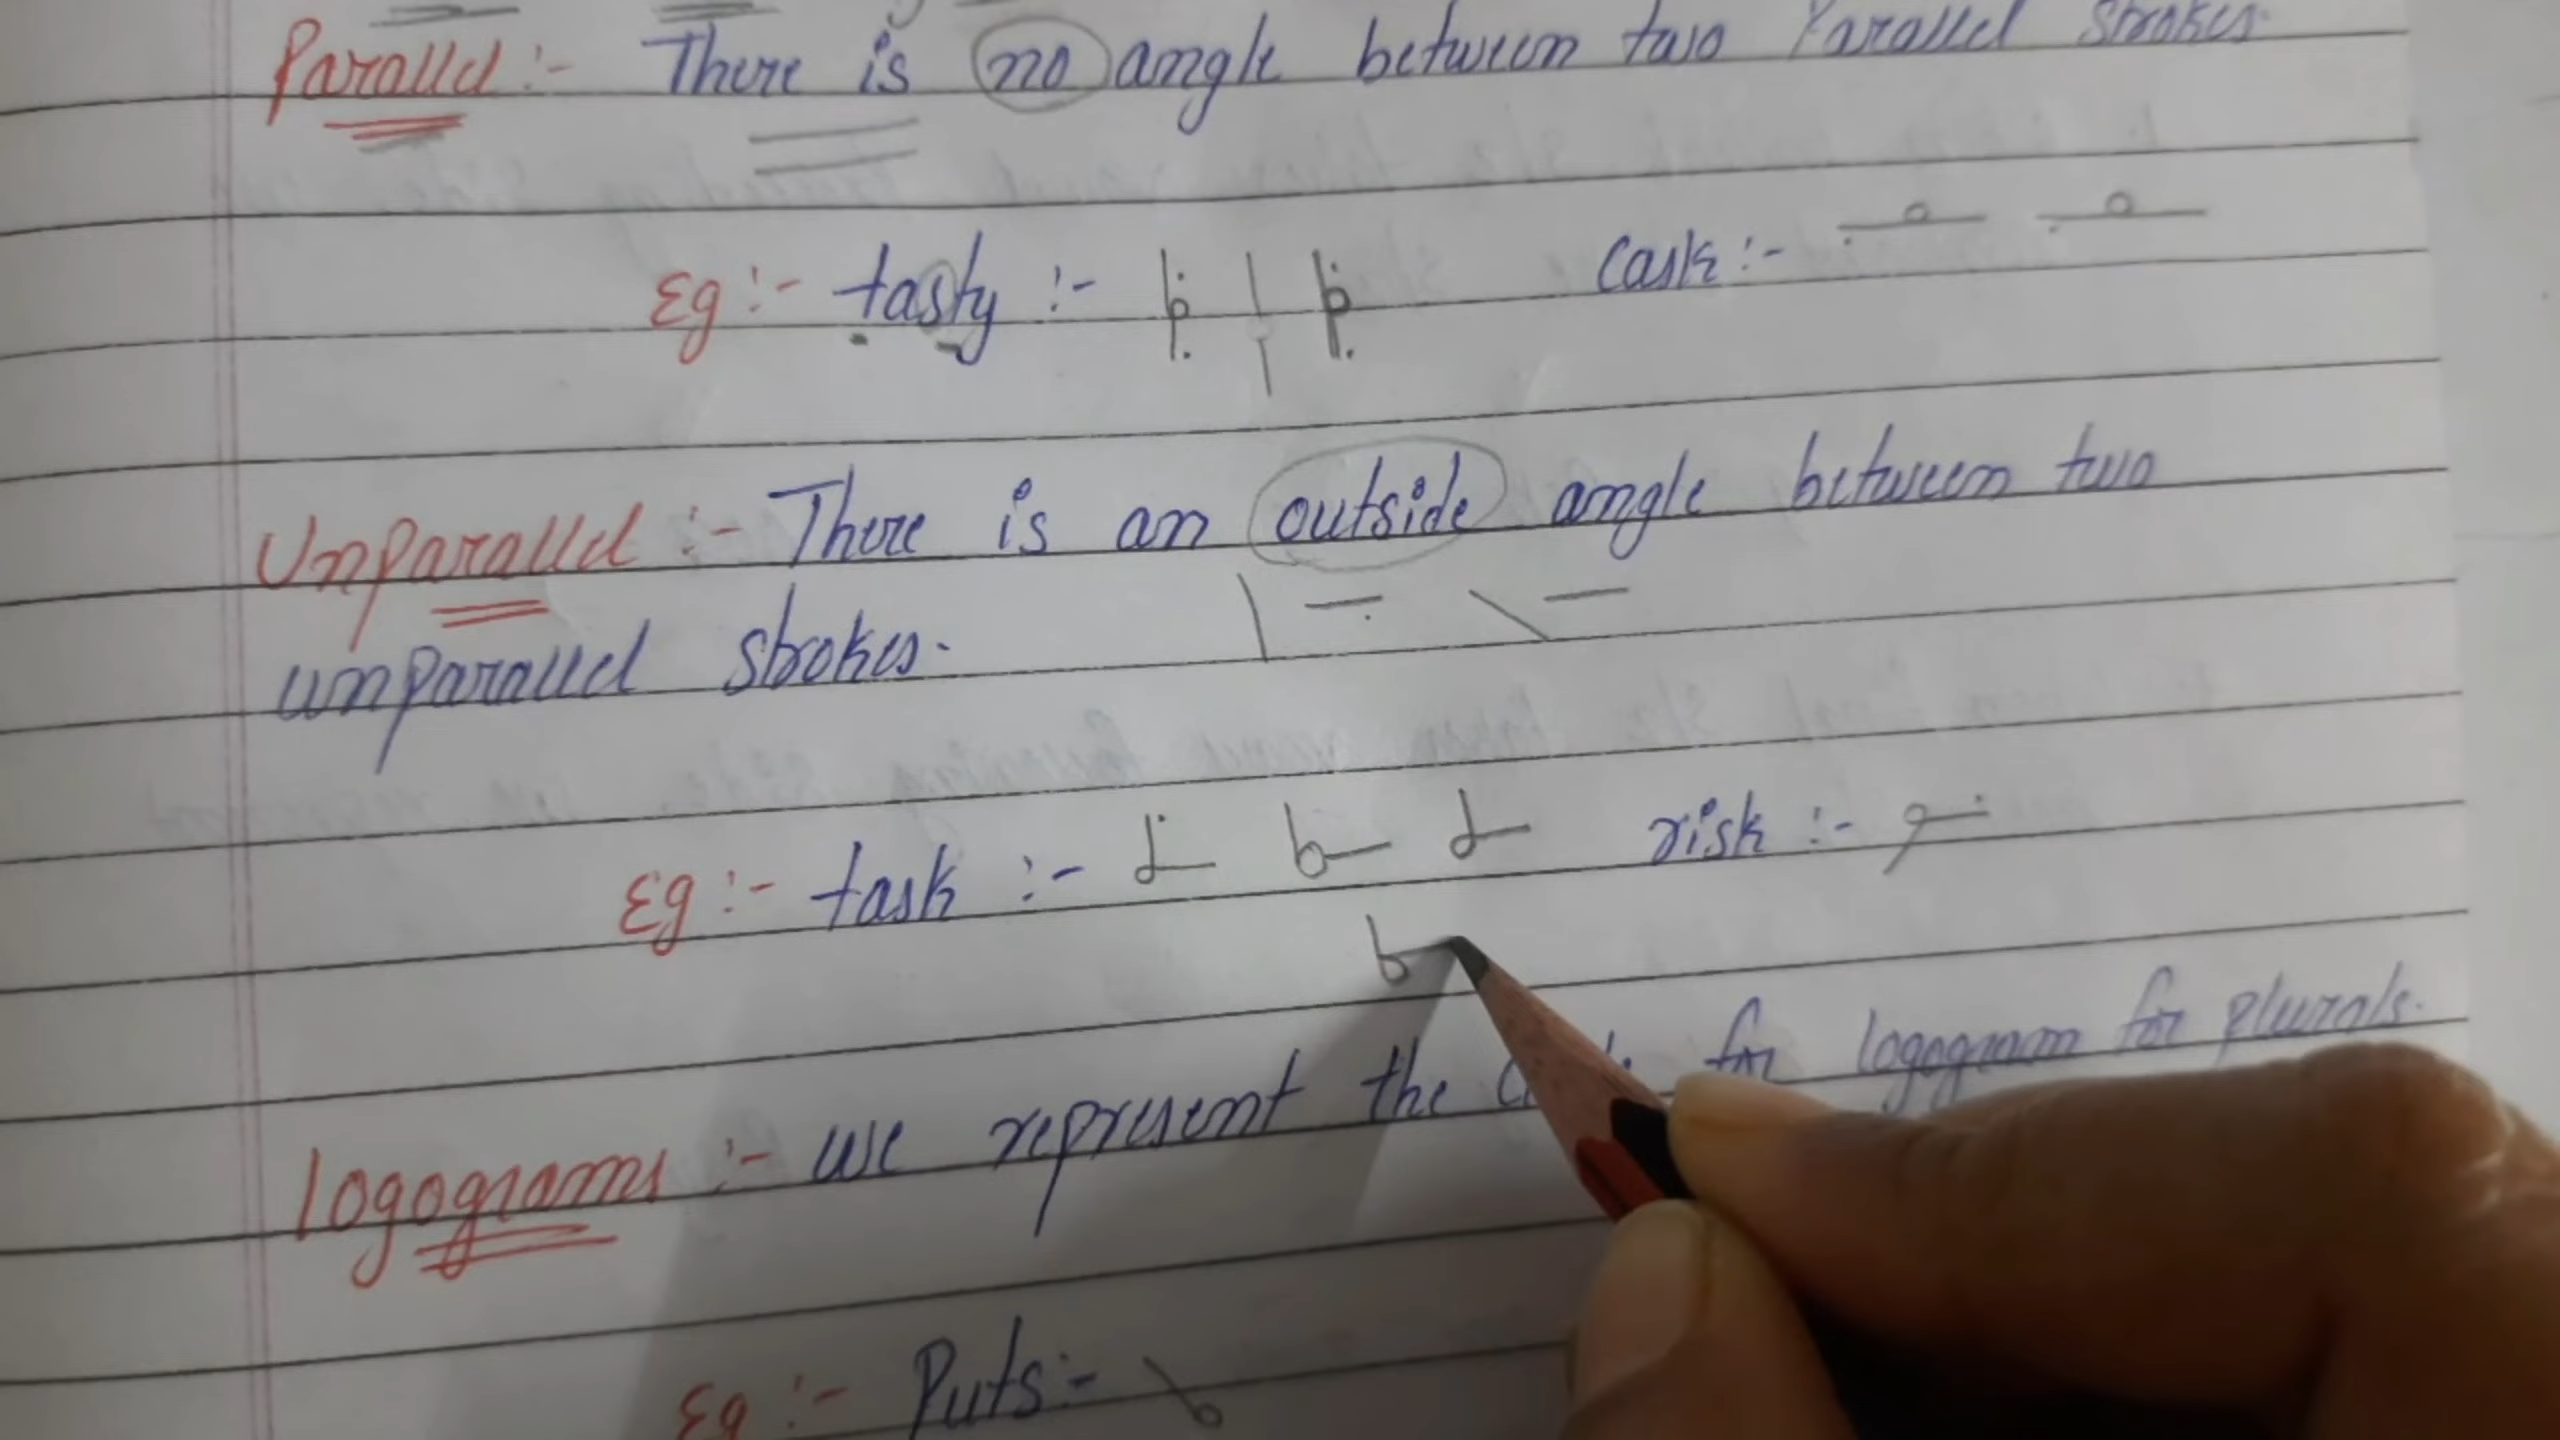 Parallel :- There is no angle between two Parallel Strokes.
Eg :- tasty :- Cask :-
Unparallel :- There is an outside angle between two
unparallel strokes.
Eg :- task :- risk :-
Logograms :- we represent the for logogram for plurals.
Eg :- Puts :-